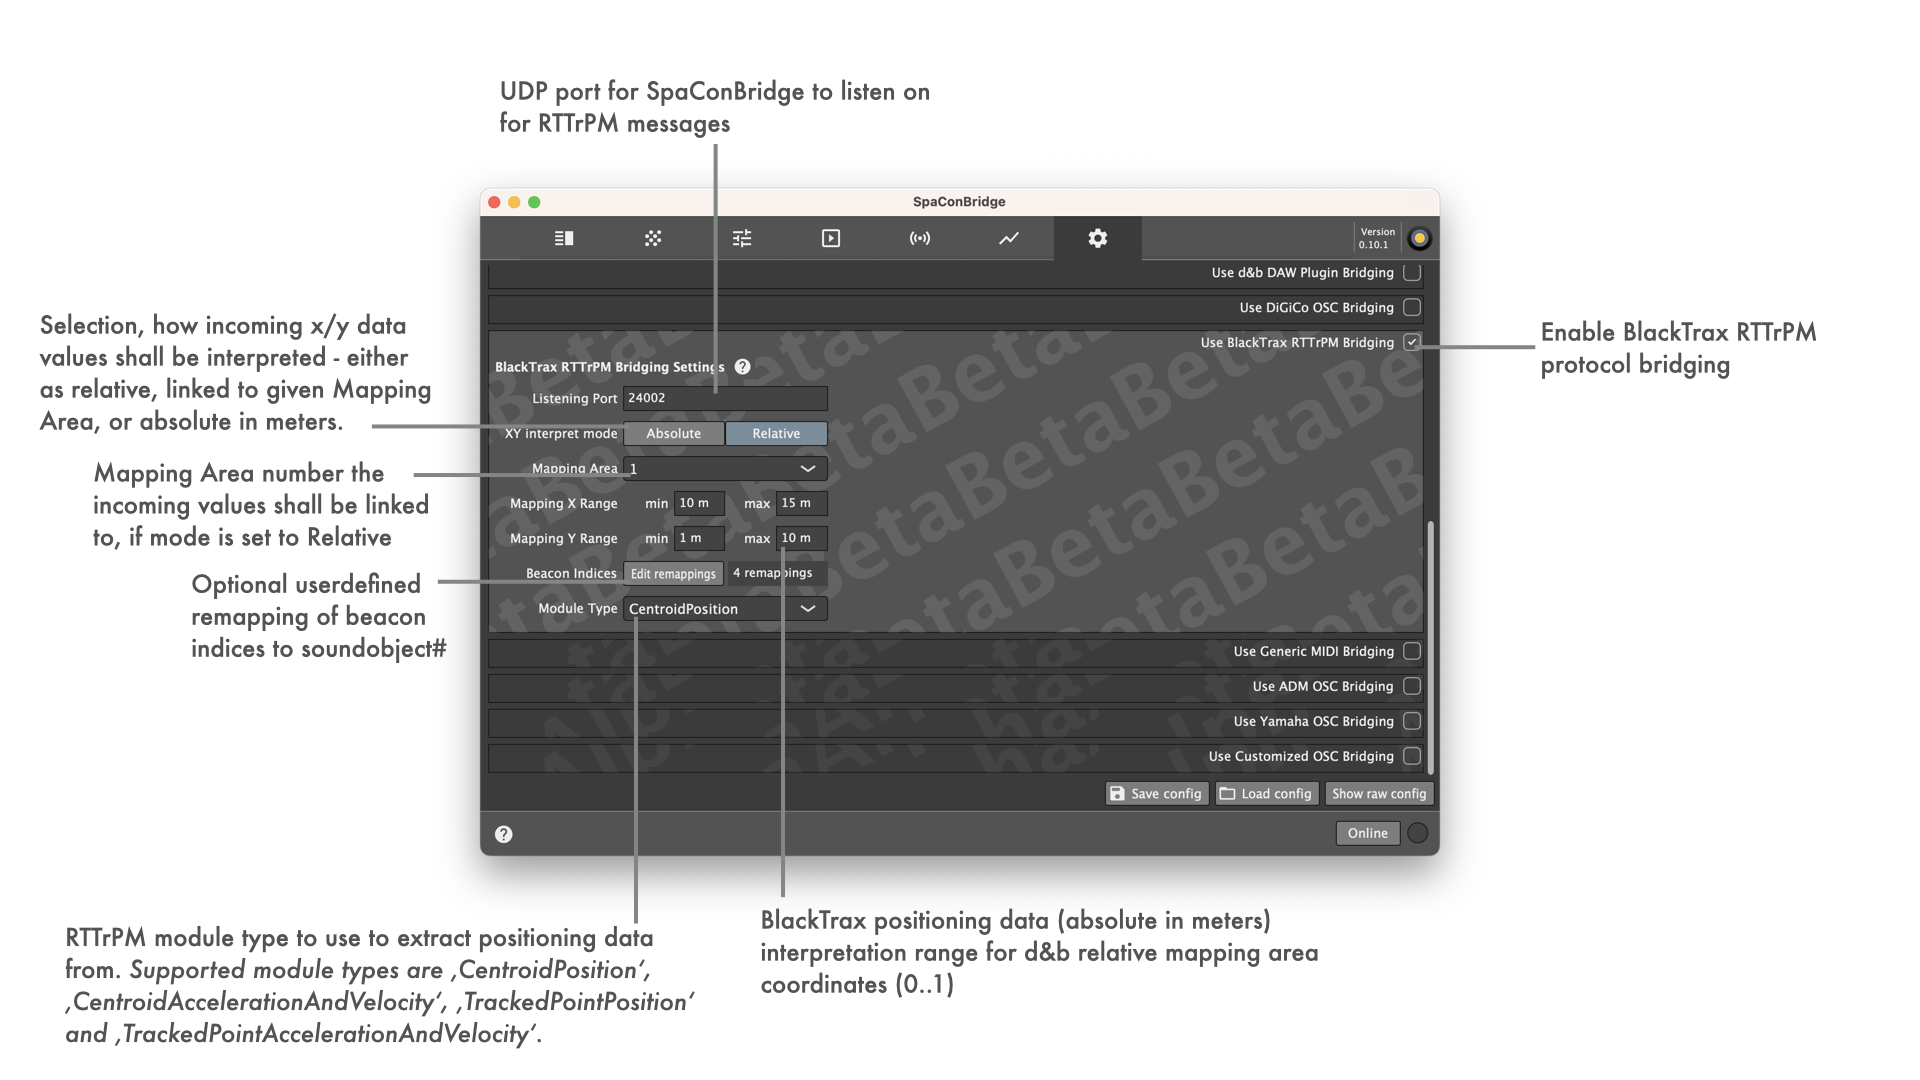 UDP port for SpaConBridge to listen on
for RTTrPM messages
SpaConBridge
Version
0.10.1
Use d&b DAW Plugin Bridging
Use DiGiCo OSC Bridging
Use BlackTrax RTTrPM Bridging
BlackTrax RTTrPM Bridging Settings
Listening Port 24002
XY interpret mode Absolute Relative
Mapping Area 1
Mapping X Range min 10 m max 15 m
Mapping Y Range min 1 m max 10 m
Beacon Indices Edit remappings 4 remappings
Module Type CentroidPosition
Use Generic MIDI Bridging
Use ADM OSC Bridging
Use Yamaha OSC Bridging
Use Customized OSC Bridging
Save config Load config Show raw config
Online
Selection, how incoming x/y data
values shall be interpreted - either
as relative, linked to given Mapping
Area, or absolute in meters.
Mapping Area number the
incoming values shall be linked
to, if mode is set to Relative
Optional userdefined
remapping of beacon
indices to soundobject#
Enable BlackTrax RTTrPM
protocol bridging
RTTrPM module type to use to extract positioning data
from. Supported module types are ‚CentroidPosition‘,
‚CentroidAccelerationAndVelocity‘, ‚TrackedPointPosition‘
and ‚TrackedPointAccelerationAndVelocity‘.
BlackTrax positioning data (absolute in meters)
interpretation range for d&b relative mapping area
coordinates (0..1)